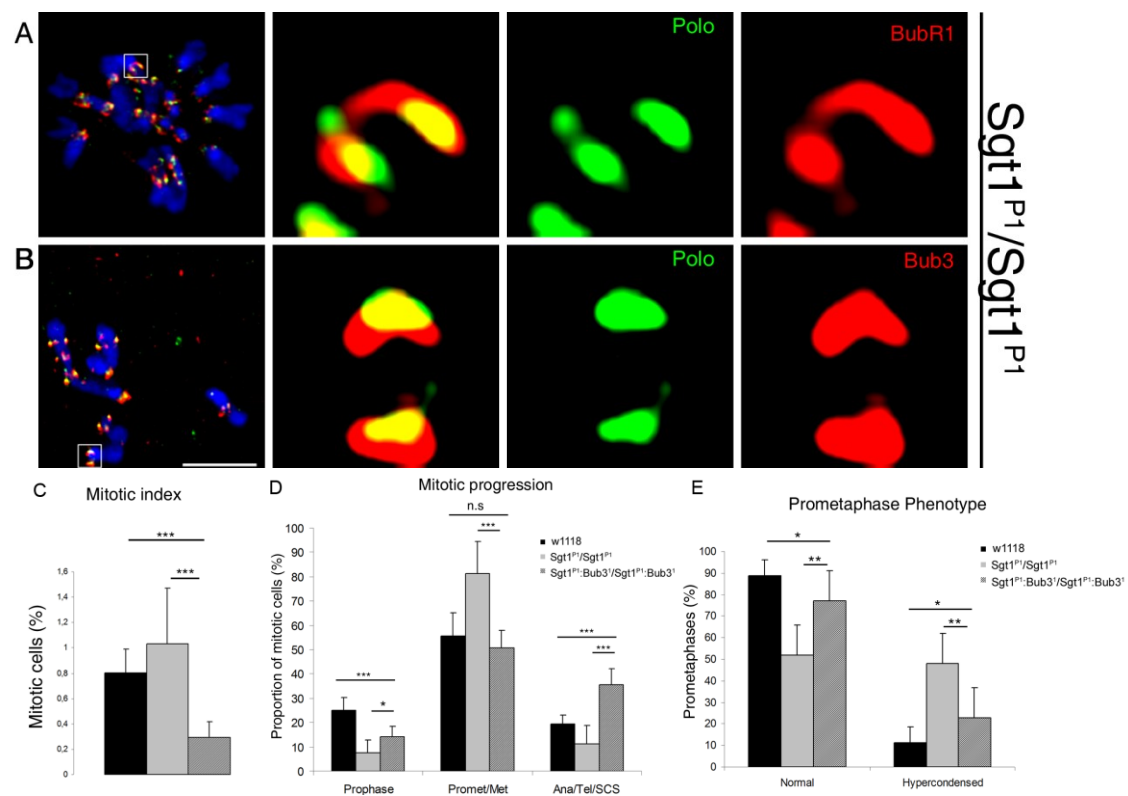 A
Polo
BubR1
Sgt1ᴾ¹/Sgt1ᴾ¹
B
Polo
Bub3
C
Mitotic index
Mitotic cells (%)
1,6
1,4
1,2
1
0,8
0,6
0,4
0,2
0
***
***
D
Mitotic progression
Proportion of mitotic cells (%)
100
90
80
70
60
50
40
30
20
10
0
***
*
n.s
***
***
***
Prophase
Promet/Met
Ana/Tel/SCS
w1118
Sgt1ᴾ¹/Sgt1ᴾ¹
Sgt1ᴾ¹:Bub3¹/Sgt1ᴾ¹:Bub3¹
E
Prometaphase Phenotype
Prometaphases (%)
100
90
80
70
60
50
40
30
20
10
0
*
**
*
**
Normal
Hypercondensed
w1118
Sgt1ᴾ¹/Sgt1ᴾ¹
Sgt1ᴾ¹:Bub3¹/Sgt1ᴾ¹:Bub3¹